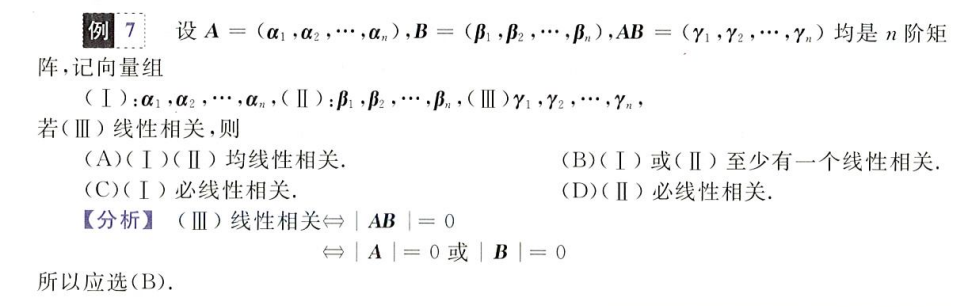 例 7 设 A = (α₁,α₂,⋯,αₙ),B = (β₁,β₂,⋯,βₙ),AB = (γ₁,γ₂,⋯,γₙ) 均是 n 阶矩
阵,记向量组
(Ⅰ):α₁,α₂,⋯,αₙ,(Ⅱ):β₁,β₂,⋯,βₙ,(Ⅲ)γ₁,γ₂,⋯,γₙ,
若(Ⅲ)线性相关,则
(A)(Ⅰ)(Ⅱ)均线性相关. (B)(Ⅰ)或(Ⅱ)至少有一个线性相关.
(C)(Ⅰ)必线性相关. (D)(Ⅱ)必线性相关.
【分析】 (Ⅲ)线性相关⇔| AB |= 0
⇔| A |= 0 或 | B |= 0
所以应选(B).